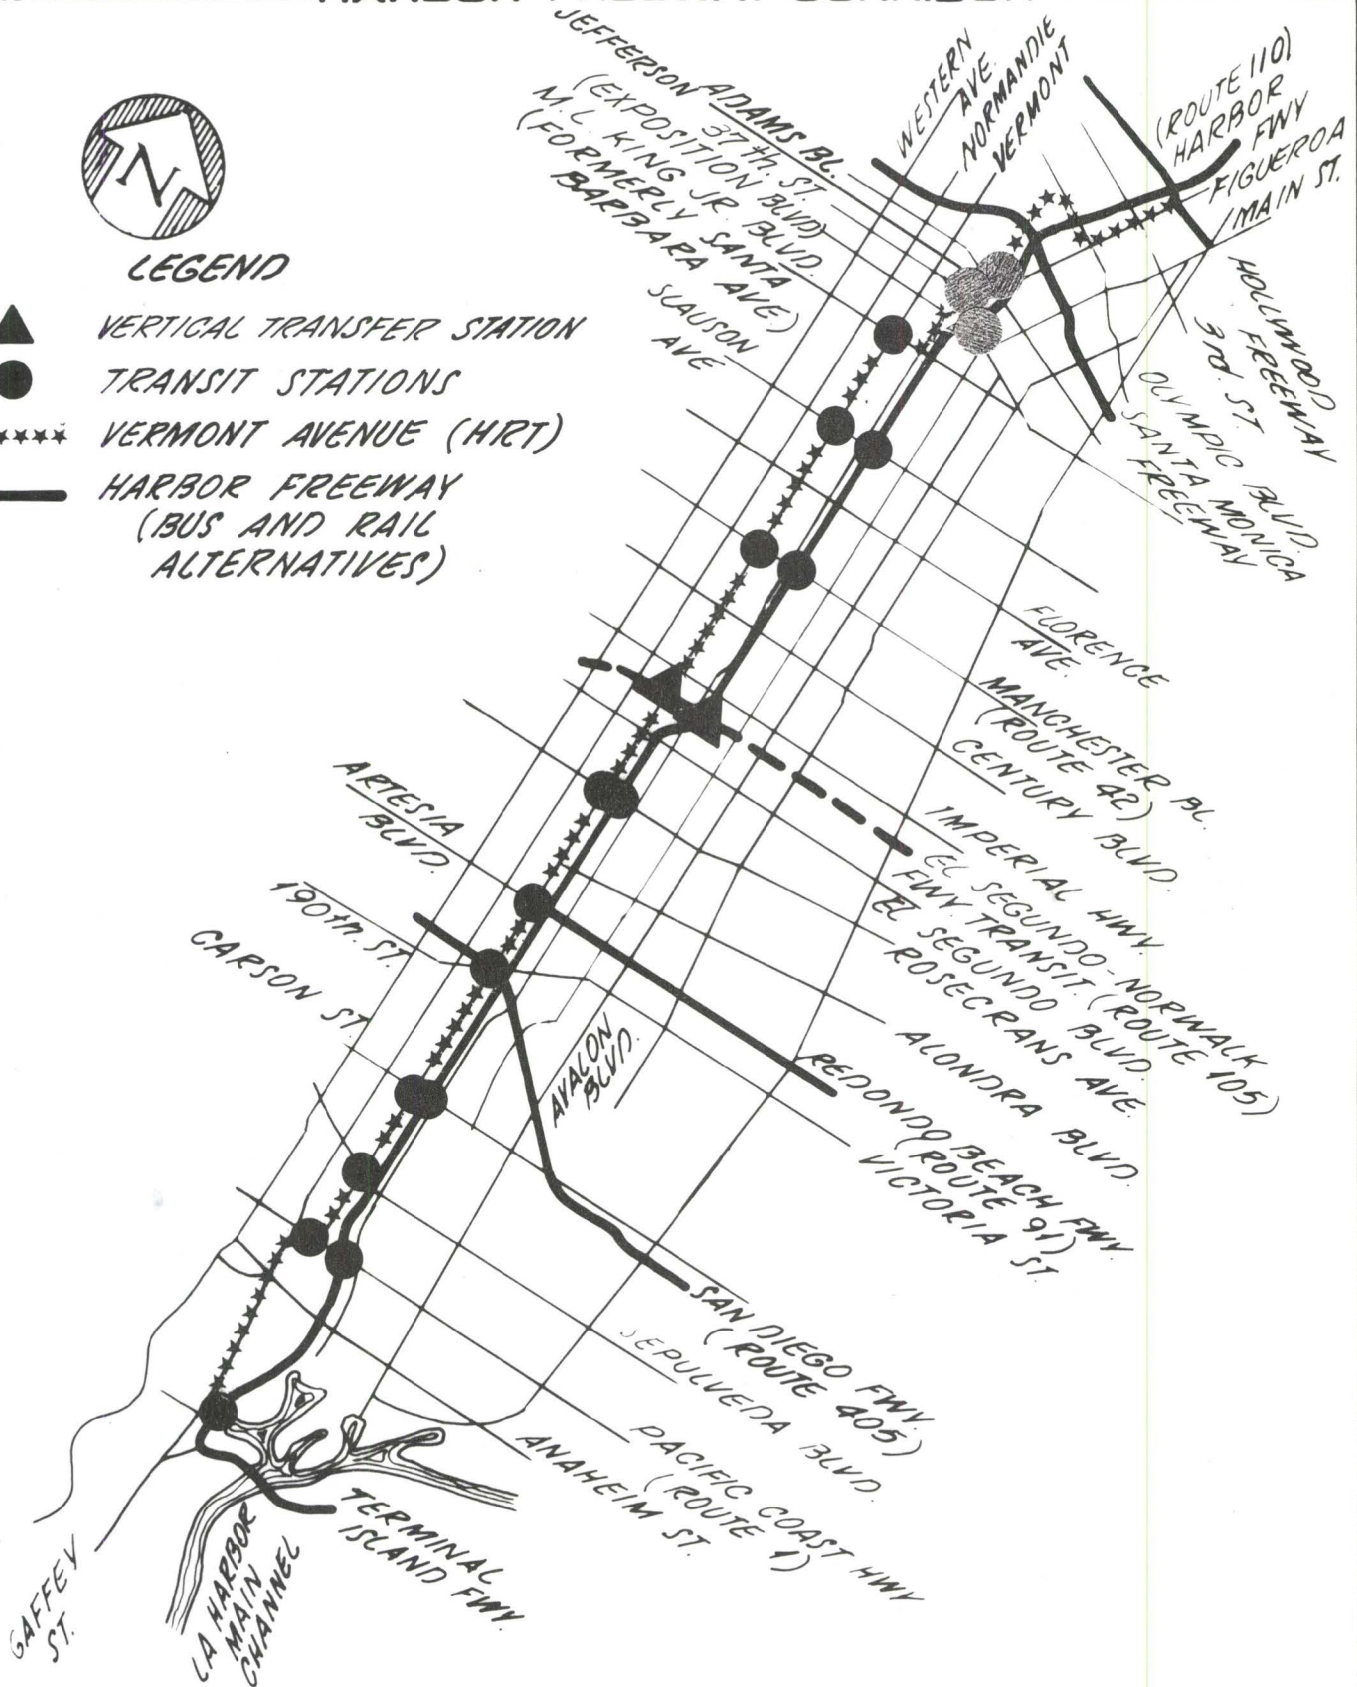 N
LEGEND
VERTICAL TRANSFER STATION
TRANSIT STATIONS
VERMONT AVENUE (HRT)
HARBOR FREEWAY
(BUS AND RAIL
ALTERNATIVES)
JEFFERSON
ADAMS BL.
37th. ST.
(EXPOSITION BLVD)
M.L. KING JR. BLVD.
(FORMERLY SANTA
BARBARA AVE)
SLAUSON
AVE
WESTERN
AVE.
NORMANDIE
VERMONT
(ROUTE 110)
HARBOR
FWY
FIGUEROA
MAIN ST.
HOLLYWOOD
FREEWAY
3rd. ST.
OLYMPIC BLVD.
SANTA MONICA
FREEWAY
FLORENCE
AVE.
MANCHESTER BL.
(ROUTE 42)
CENTURY BLVD.
IMPERIAL HWY.
EL SEGUNDO-NORWALK
FWY. TRANSIT. (ROUTE 105)
EL SEGUNDO BLVD.
ROSECRANS AVE.
ALONDRA BLVD.
REDONDO BEACH FWY.
(ROUTE 91)
VICTORIA ST.
ARTESIA
BLVD.
190th. ST.
CARSON ST.
AVALON
BLVD.
SAN DIEGO FWY.
(ROUTE 405)
SEPULVEDA BLVD.
PACIFIC COAST HWY
(ROUTE 1)
ANAHEIM ST.
TERMINAL
ISLAND FWY.
LA HARBOR
MAIN
CHANNEL
GAFFEY
ST.